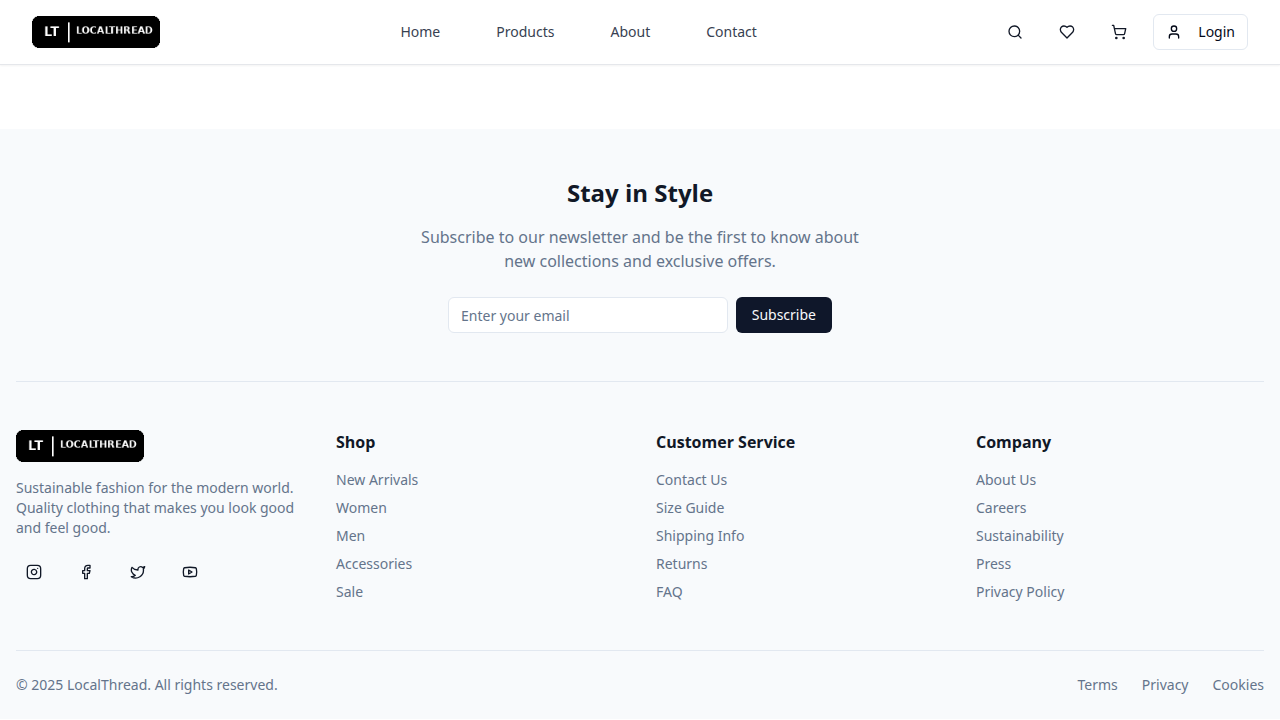 LT | LOCALTHREAD
Home Products About Contact
Login
Stay in Style
Subscribe to our newsletter and be the first to know about
new collections and exclusive offers.
Enter your email
Subscribe
LT | LOCALTHREAD
Sustainable fashion for the modern world.
Quality clothing that makes you look good
and feel good.
Shop
New Arrivals
Women
Men
Accessories
Sale
Customer Service
Contact Us
Size Guide
Shipping Info
Returns
FAQ
Company
About Us
Careers
Sustainability
Press
Privacy Policy
© 2025 LocalThread. All rights reserved.
Terms Privacy Cookies